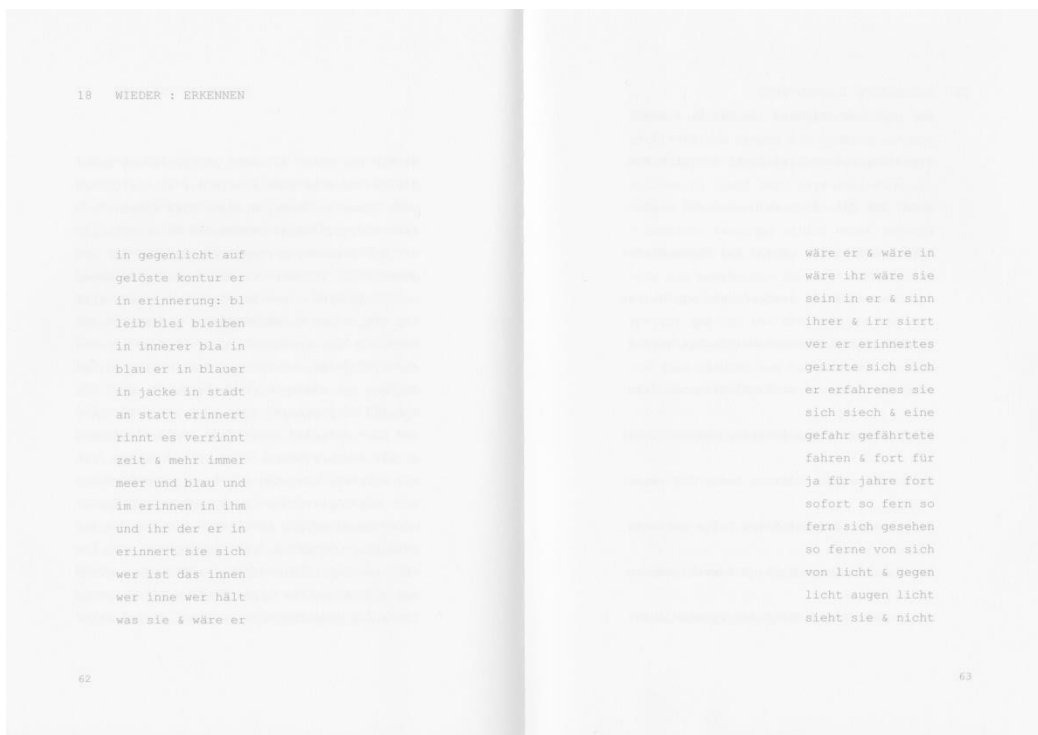 18 WIEDER : ERKENNEN
in gegenlicht auf
gelöste kontur er
in erinnerung: bl
leib blei bleiben
in innerer bla in
blau er in blauer
in jacke in stadt
an statt erinnert
rinnt es verrinnt
zeit & mehr immer
meer und blau und
im erinnen in ihm
und ihr der er in
erinnert sie sich
wer ist das innen
wer inne wer hält
was sie & wäre er
62
wäre er & wäre in
wäre ihr wäre sie
sein in er & sinn
ihrer & irr sirrt
ver er erinnertes
geirrte sich sich
er erfahrenes sie
sich siech & eine
gefahr gefährtete
fahren & fort für
ja für jahre fort
sofort so fern so
fern sich gesehen
so ferne von sich
von licht & gegen
licht augen licht
sieht sie & nicht
63